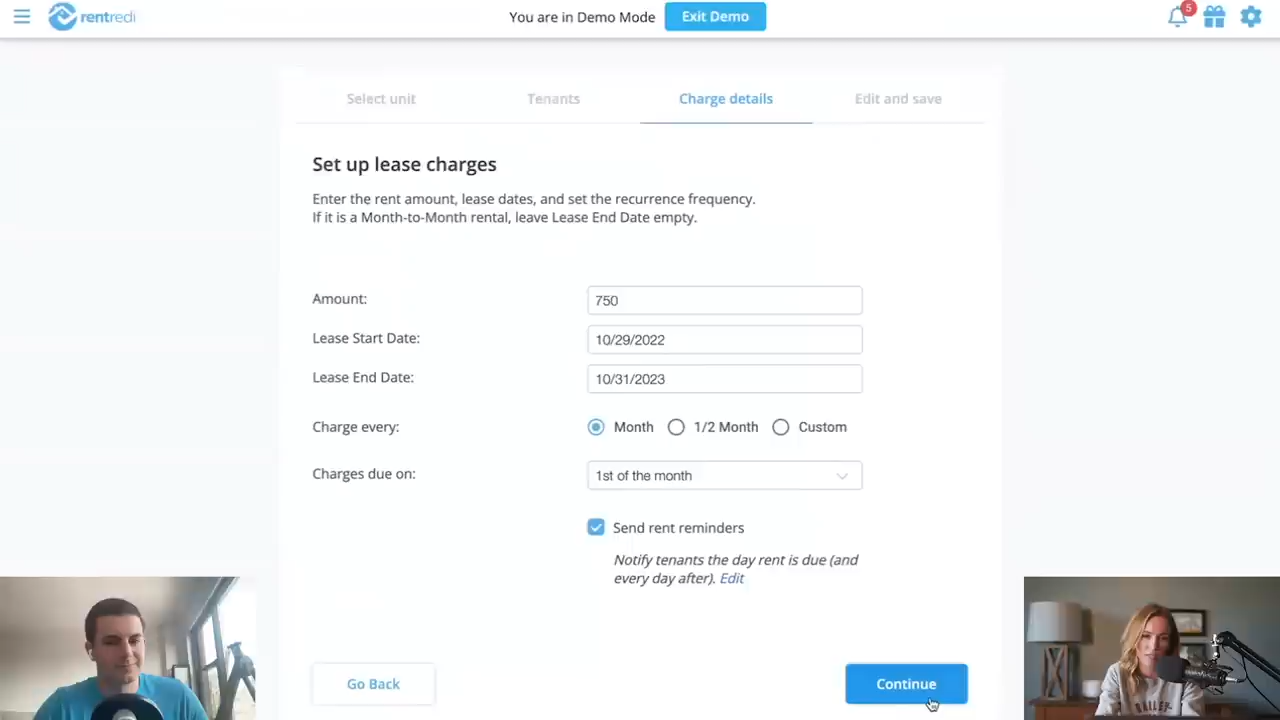 rentredi
You are in Demo Mode
Exit Demo
5
Select unit
Tenants
Charge details
Edit and save
Set up lease charges
Enter the rent amount, lease dates, and set the recurrence frequency.
If it is a Month-to-Month rental, leave Lease End Date empty.
Amount:
750
Lease Start Date:
10/29/2022
Lease End Date:
10/31/2023
Charge every:
Month
1/2 Month
Custom
Charges due on:
1st of the month
Send rent reminders
Notify tenants the day rent is due (and
every day after). Edit
Go Back
Continue